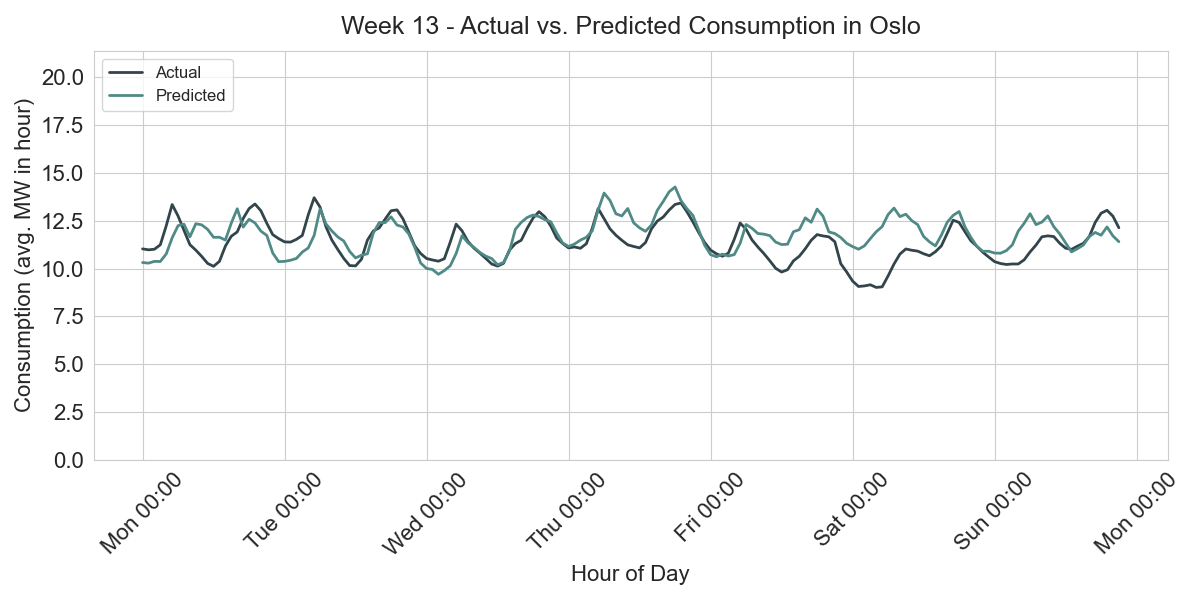 Week 13 - Actual vs. Predicted Consumption in Oslo
Actual
Predicted
Consumption (avg. MW in hour)
20.0
17.5
15.0
12.5
10.0
7.5
5.0
2.5
0.0
Mon 00:00
Tue 00:00
Wed 00:00
Thu 00:00
Fri 00:00
Sat 00:00
Sun 00:00
Mon 00:00
Hour of Day